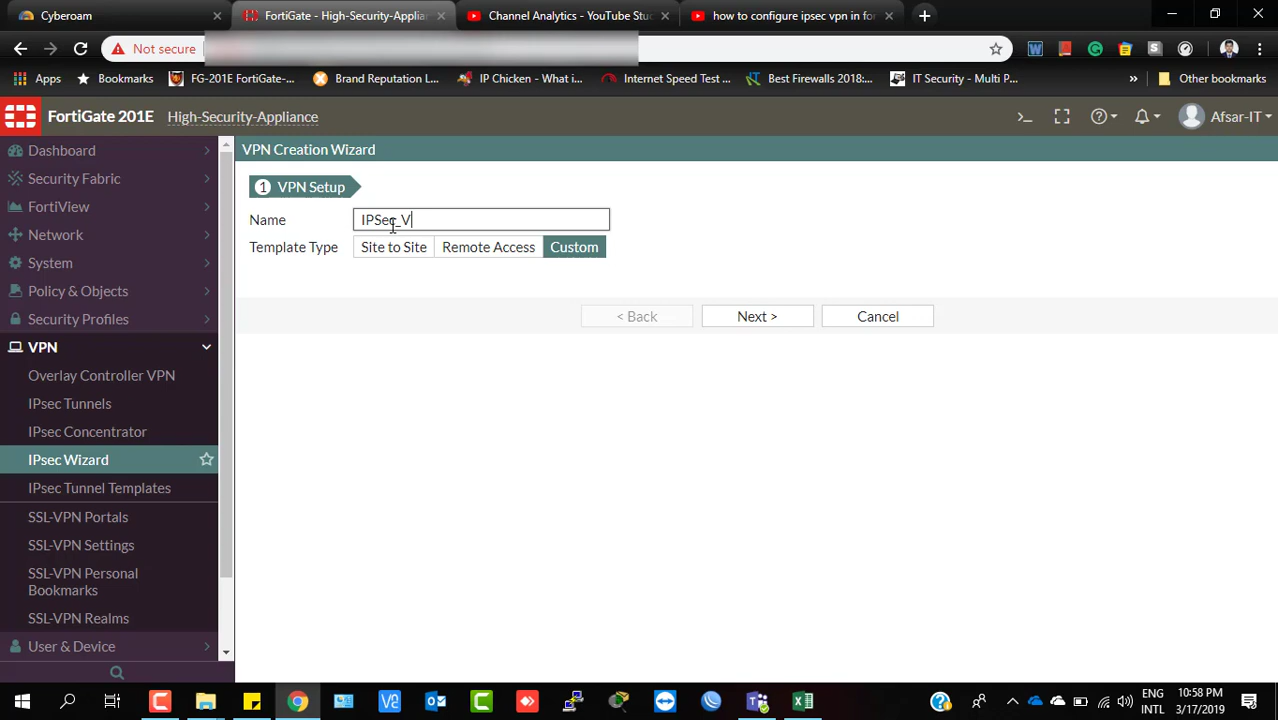 Cyberoam
FortiGate - High-Security-Applian
Channel Analytics - YouTube Stud
how to configure ipsec vpn in for
Not secure
Apps
Bookmarks
FG-201E FortiGate-...
Brand Reputation L...
IP Chicken - What i...
Internet Speed Test ...
Best Firewalls 2018:...
IT Security - Multi P...
»
Other bookmarks
FortiGate 201E
High-Security-Appliance
>_
Afsar-IT
Dashboard
Security Fabric
FortiView
Network
System
Policy & Objects
Security Profiles
VPN
Overlay Controller VPN
IPsec Tunnels
IPsec Concentrator
IPsec Wizard
IPsec Tunnel Templates
SSL-VPN Portals
SSL-VPN Settings
SSL-VPN Personal
Bookmarks
SSL-VPN Realms
User & Device
VPN Creation Wizard
1 VPN Setup
Name
IPSec_V
Template Type
Site to Site
Remote Access
Custom
< Back
Next >
Cancel
ENG
INTL
10:58 PM
3/17/2019